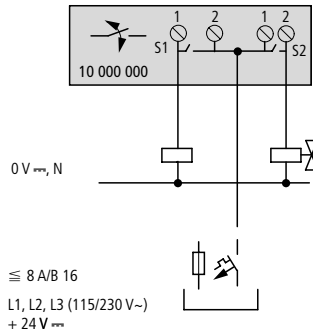 1 2 1 2
S1 S2
10 000 000
0 V ⎓, N
≦ 8 A/B 16
L1, L2, L3 (115/230 V~)
+ 24 V ⎓